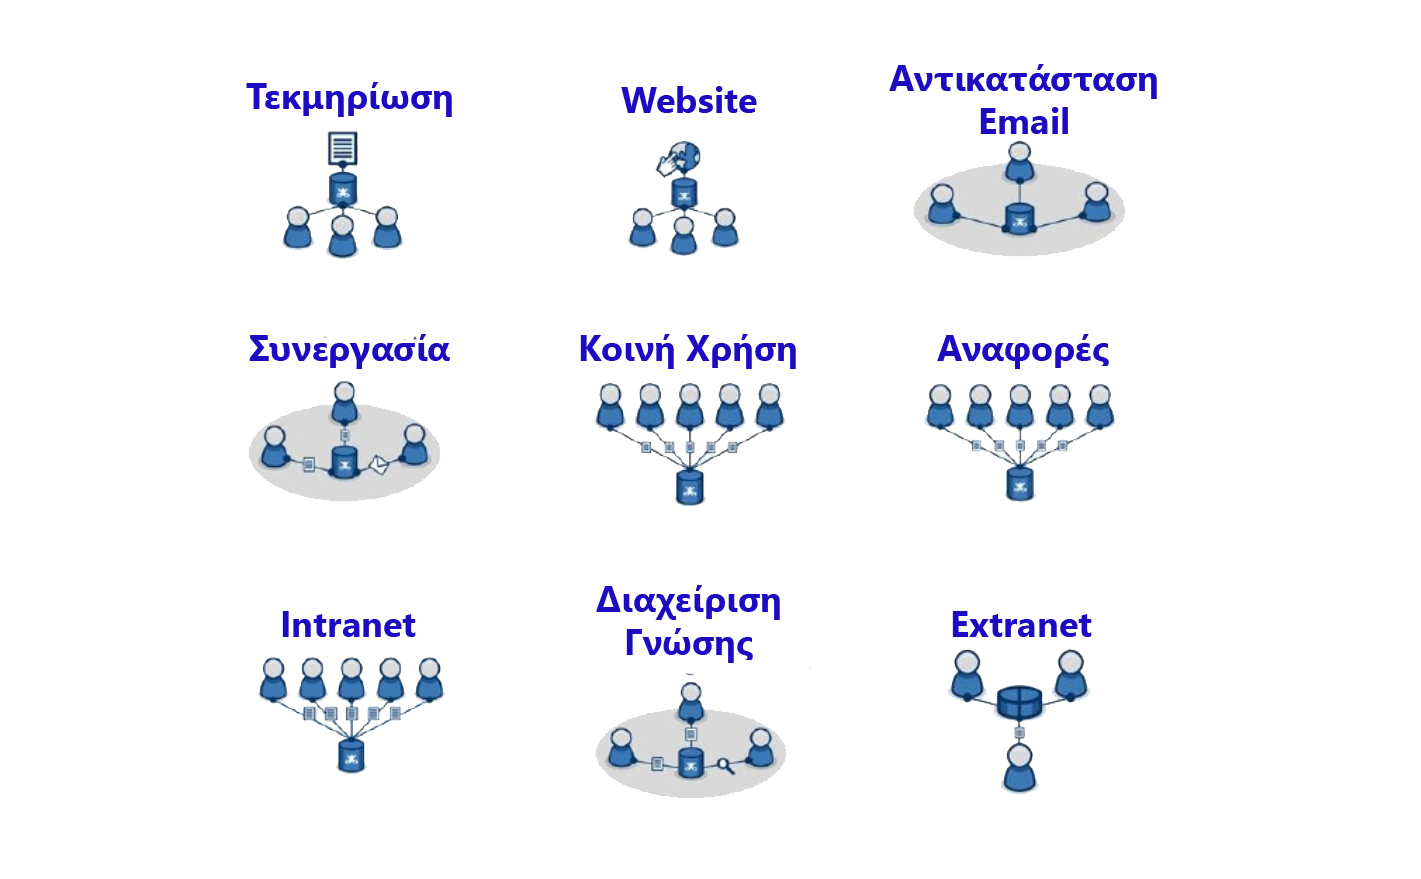 Τεκμηρίωση
Website
Αντικατάσταση
Email
Συνεργασία
Κοινή Χρήση
Αναφορές
Intranet
Διαχείριση
Γνώσης
Extranet